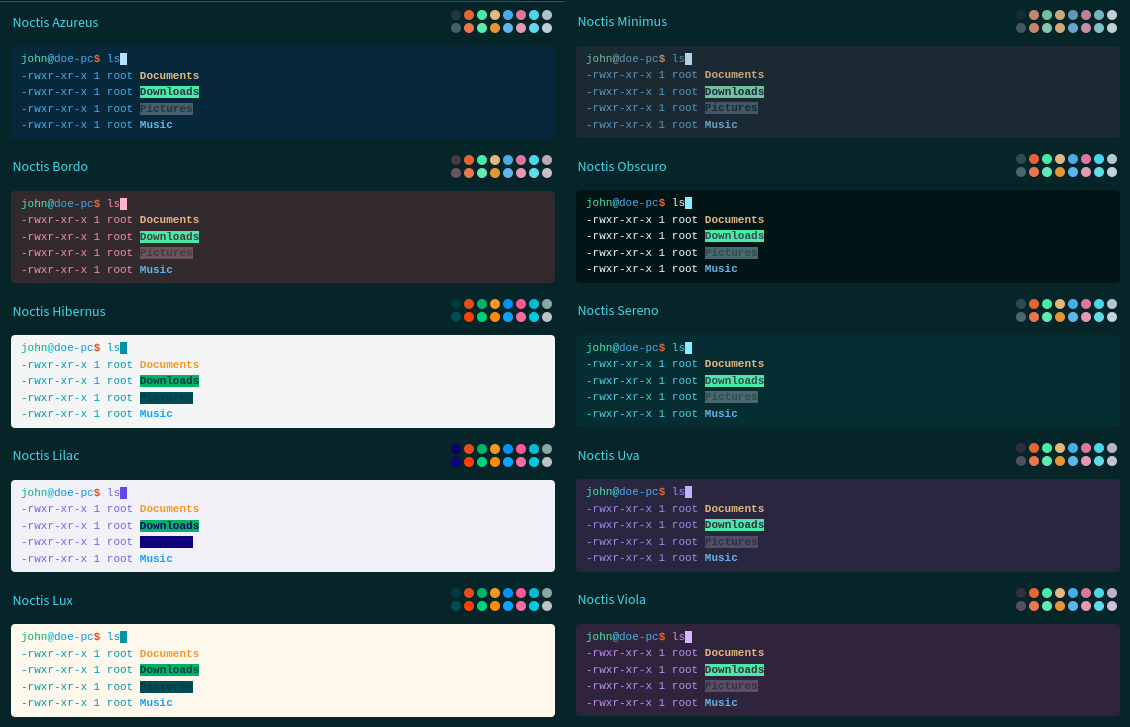 Noctis Azureus
john@doe-pc$ ls
-rwxr-xr-x 1 root Documents
-rwxr-xr-x 1 root Downloads
-rwxr-xr-x 1 root Pictures
-rwxr-xr-x 1 root Music
Noctis Bordo
john@doe-pc$ ls
-rwxr-xr-x 1 root Documents
-rwxr-xr-x 1 root Downloads
-rwxr-xr-x 1 root Pictures
-rwxr-xr-x 1 root Music
Noctis Hibernus
john@doe-pc$ ls
-rwxr-xr-x 1 root Documents
-rwxr-xr-x 1 root Downloads
-rwxr-xr-x 1 root Pictures
-rwxr-xr-x 1 root Music
Noctis Lilac
john@doe-pc$ ls
-rwxr-xr-x 1 root Documents
-rwxr-xr-x 1 root Downloads
-rwxr-xr-x 1 root
-rwxr-xr-x 1 root Music
Noctis Lux
john@doe-pc$ ls
-rwxr-xr-x 1 root Documents
-rwxr-xr-x 1 root Downloads
-rwxr-xr-x 1 root Pictures
-rwxr-xr-x 1 root Music
Noctis Minimus
john@doe-pc$ ls
-rwxr-xr-x 1 root Documents
-rwxr-xr-x 1 root Downloads
-rwxr-xr-x 1 root Pictures
-rwxr-xr-x 1 root Music
Noctis Obscuro
john@doe-pc$ ls
-rwxr-xr-x 1 root Documents
-rwxr-xr-x 1 root Downloads
-rwxr-xr-x 1 root Pictures
-rwxr-xr-x 1 root Music
Noctis Sereno
john@doe-pc$ ls
-rwxr-xr-x 1 root Documents
-rwxr-xr-x 1 root Downloads
-rwxr-xr-x 1 root Pictures
-rwxr-xr-x 1 root Music
Noctis Uva
john@doe-pc$ ls
-rwxr-xr-x 1 root Documents
-rwxr-xr-x 1 root Downloads
-rwxr-xr-x 1 root Pictures
-rwxr-xr-x 1 root Music
Noctis Viola
john@doe-pc$ ls
-rwxr-xr-x 1 root Documents
-rwxr-xr-x 1 root Downloads
-rwxr-xr-x 1 root Pictures
-rwxr-xr-x 1 root Music